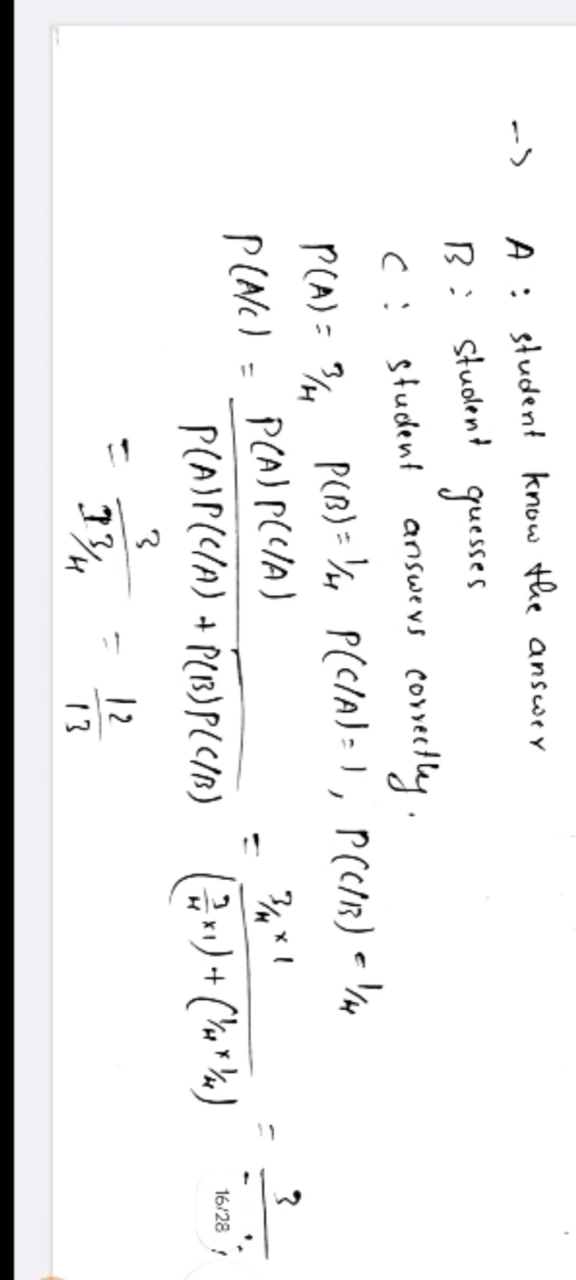 → A : student know the answer
B : student guesses
C : student answers correctly.
P(A) = 3/4 P(B) = 1/4 P(C/A) = 1, P(C/B) = 1/4
P(A/C) = P(A) P(C/A) / P(A)P(C/A) + P(B)P(C/B) = 3/4 x 1 / (3/4 x 1) + (1/4 x 1/4) = 3
= 3 / 13/4 = 12/13
16/28